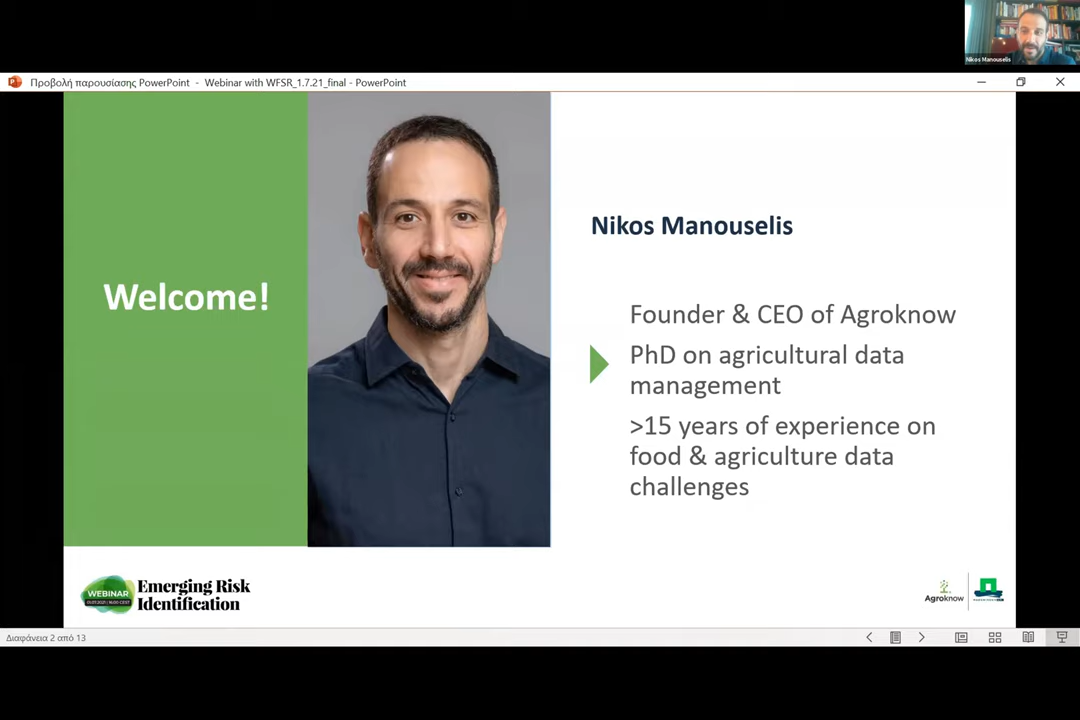 Nikos Manouselis
Προβολή παρουσίασης PowerPoint - Webinar with WFSR_1.7.21_final - PowerPoint
Welcome!
Nikos Manouselis
Founder & CEO of Agroknow
PhD on agricultural data
management
>15 years of experience on
food & agriculture data
challenges
WEBINAR
Emerging Risk
Identification
Agroknow
Διαφάνεια 2 από 13